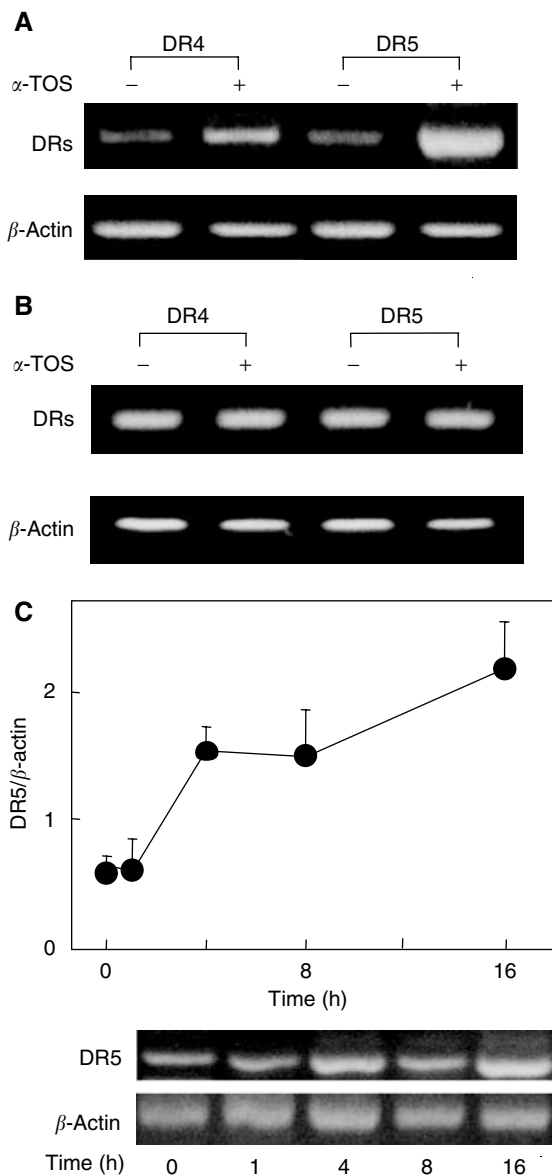 A
DR4 DR5
α-TOS − + − +
DRs
β-Actin
B
DR4 DR5
α-TOS − + − +
DRs
β-Actin
C
DR5/β-actin
2
1
0
0 8 16
Time (h)
DR5
β-Actin
Time (h) 0 1 4 8 16